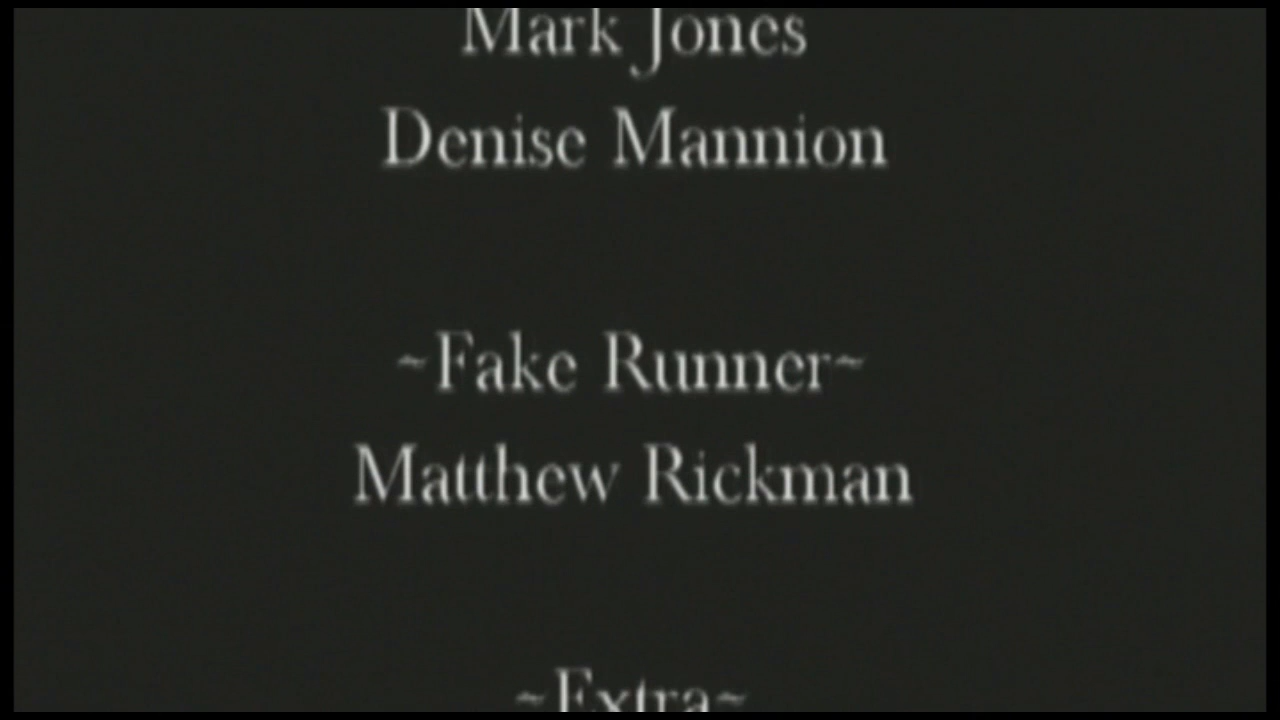 Mark Jones
Denise Mannion
~Fake Runner~
Matthew Rickman
~Extra~